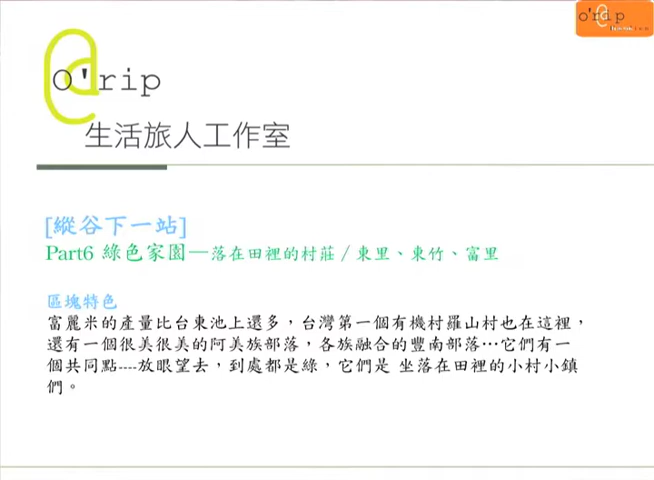 o'rip
O'rip
生活旅人工作室
[縱谷下一站]
Part6 綠色家園—落在田裡的村莊 / 東里、東竹、富里
區塊特色
富麗米的產量比台東池上還多，台灣第一個有機村羅山村也在這裡，
還有一個很美很美的阿美族部落，各族融合的豐南部落…它們有一
個共同點----放眼望去，到處都是綠，它們是 坐落在田裡的小村小鎮
們。